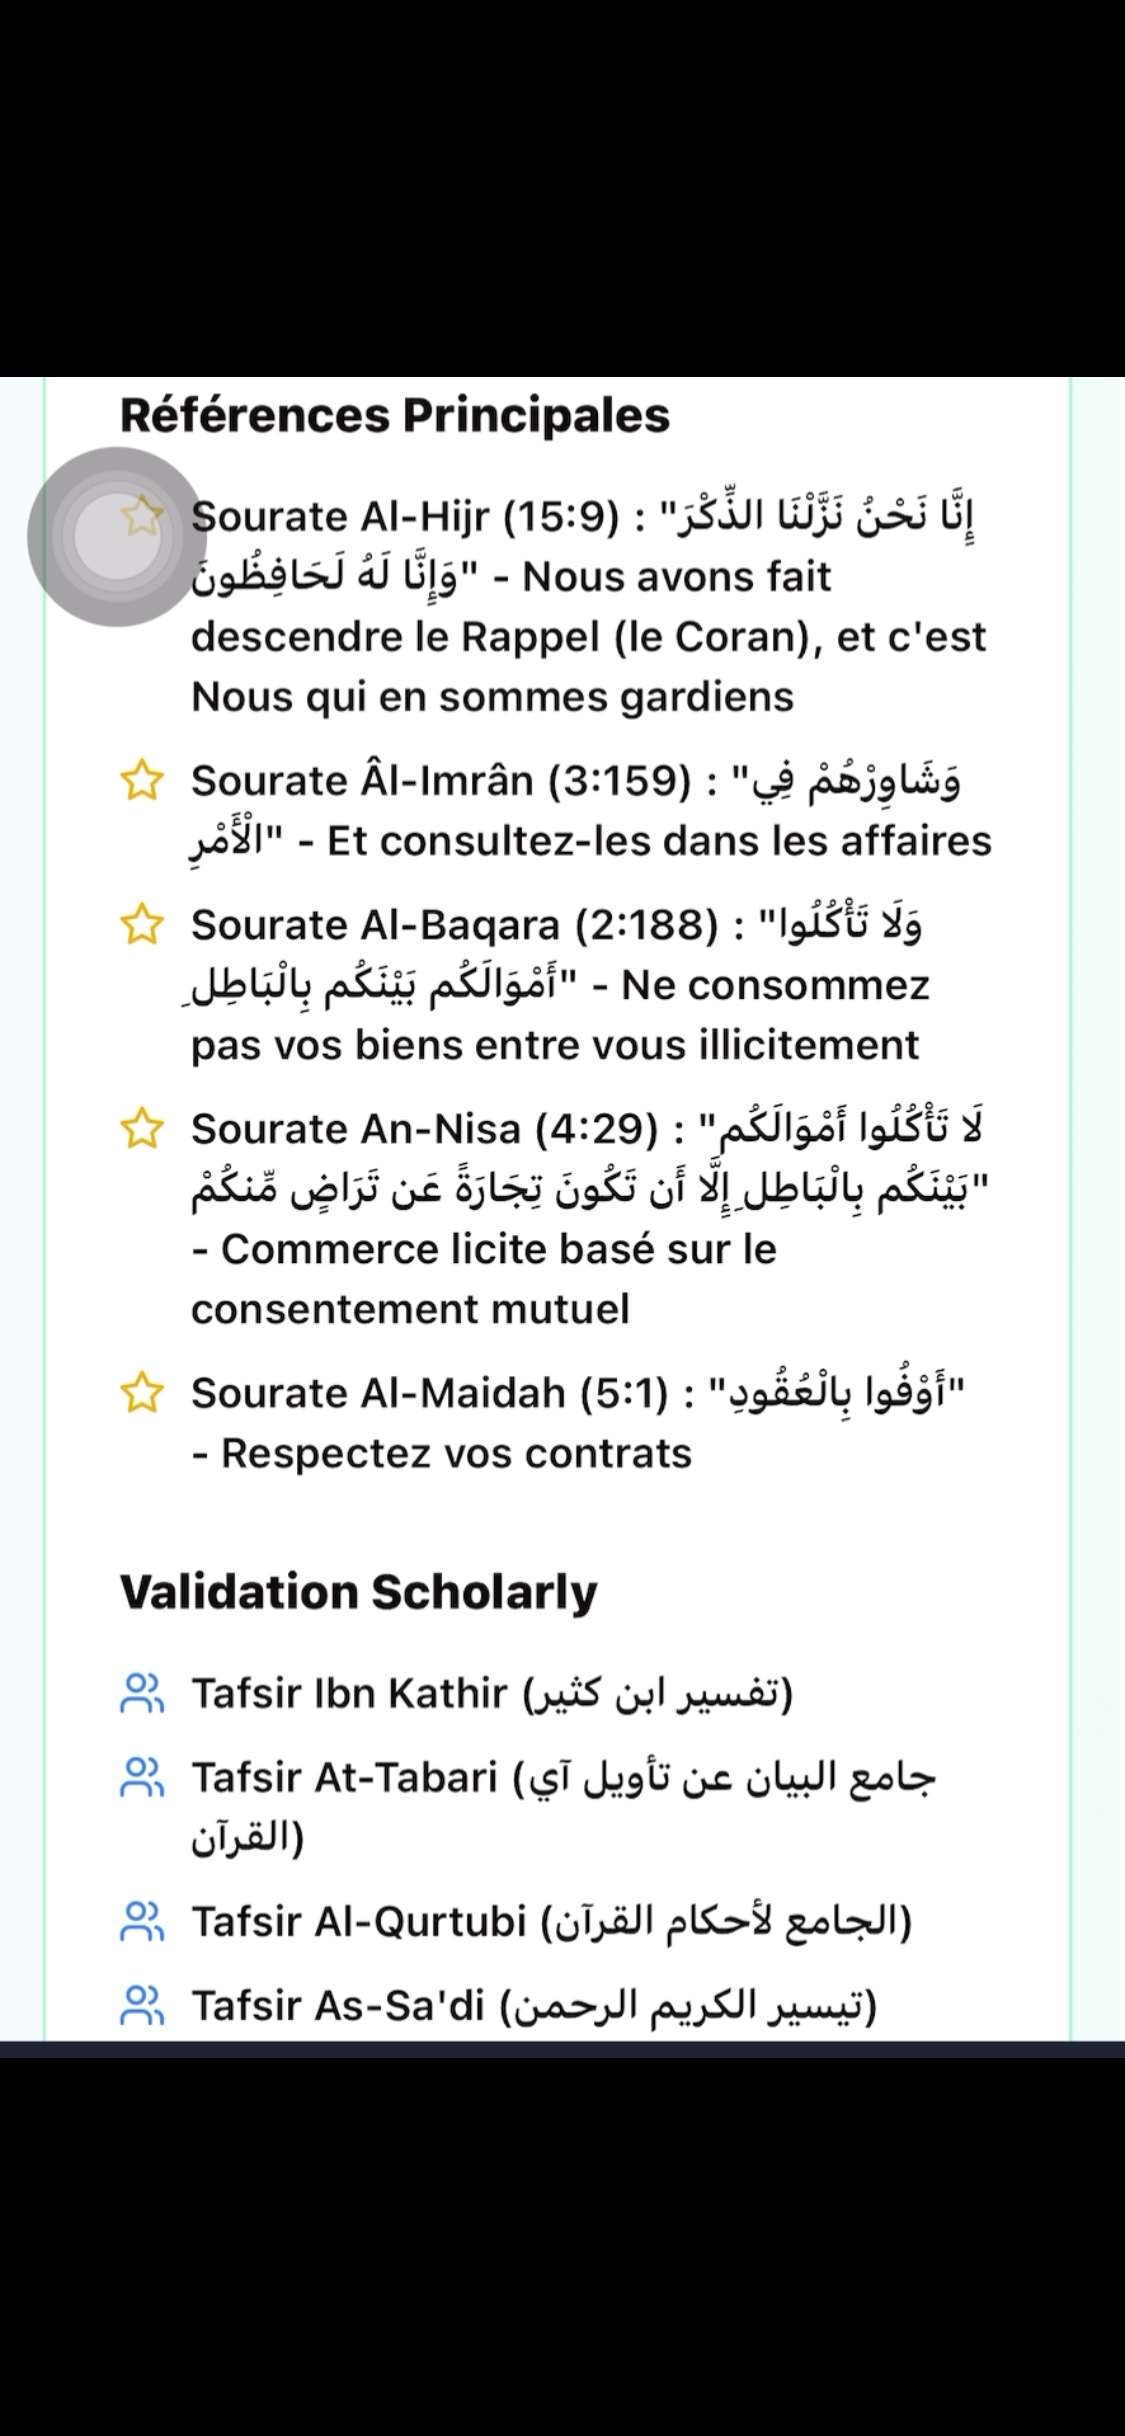 Références Principales
Sourate Al-Hijr (15:9) : "إِنَّا نَحْنُ نَزَّلْنَا الذِّكْرَ
وَإِنَّا لَهُ لَحَافِظُونَ" - Nous avons fait
descendre le Rappel (le Coran), et c'est
Nous qui en sommes gardiens
Sourate Âl-Imrân (3:159) : "وَشَاوِرْهُمْ فِي
الْأَمْرِ" - Et consultez-les dans les affaires
Sourate Al-Baqara (2:188) : "وَلَا تَأْكُلُوا
أَمْوَالَكُم بَيْنَكُم بِالْبَاطِلِ" - Ne consommez
pas vos biens entre vous illicitement
Sourate An-Nisa (4:29) : "لَا تَأْكُلُوا أَمْوَالَكُم
بَيْنَكُم بِالْبَاطِلِ إِلَّا أَن تَكُونَ تِجَارَةً عَن تَرَاضٍ مِّنكُمْ"
- Commerce licite basé sur le
consentement mutuel
Sourate Al-Maidah (5:1) : "أَوْفُوا بِالْعُقُودِ"
- Respectez vos contrats
Validation Scholarly
Tafsir Ibn Kathir (تفسير ابن كثير)
Tafsir At-Tabari (جامع البيان عن تأويل آي
القرآن)
Tafsir Al-Qurtubi (الجامع لأحكام القرآن)
Tafsir As-Sa'di (تيسير الكريم الرحمن)